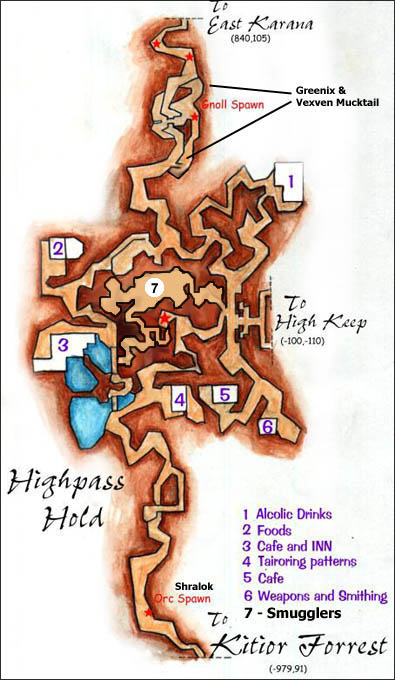 To
East Karana
(840,105)
Greenix &
Vexven Mucktail
Gnoll Spawn
1
2
7
To
High Keep
(-100,-110)
3
4
5
6
Highpass
Hold
1 Alcolic Drinks
2 Foods
3 Cafe and INN
4 Tairoring patterns
5 Cafe
6 Weapons and Smithing
7 - Smugglers
Shralok
Orc Spawn
To
Kitior Forrest
(-979,91)